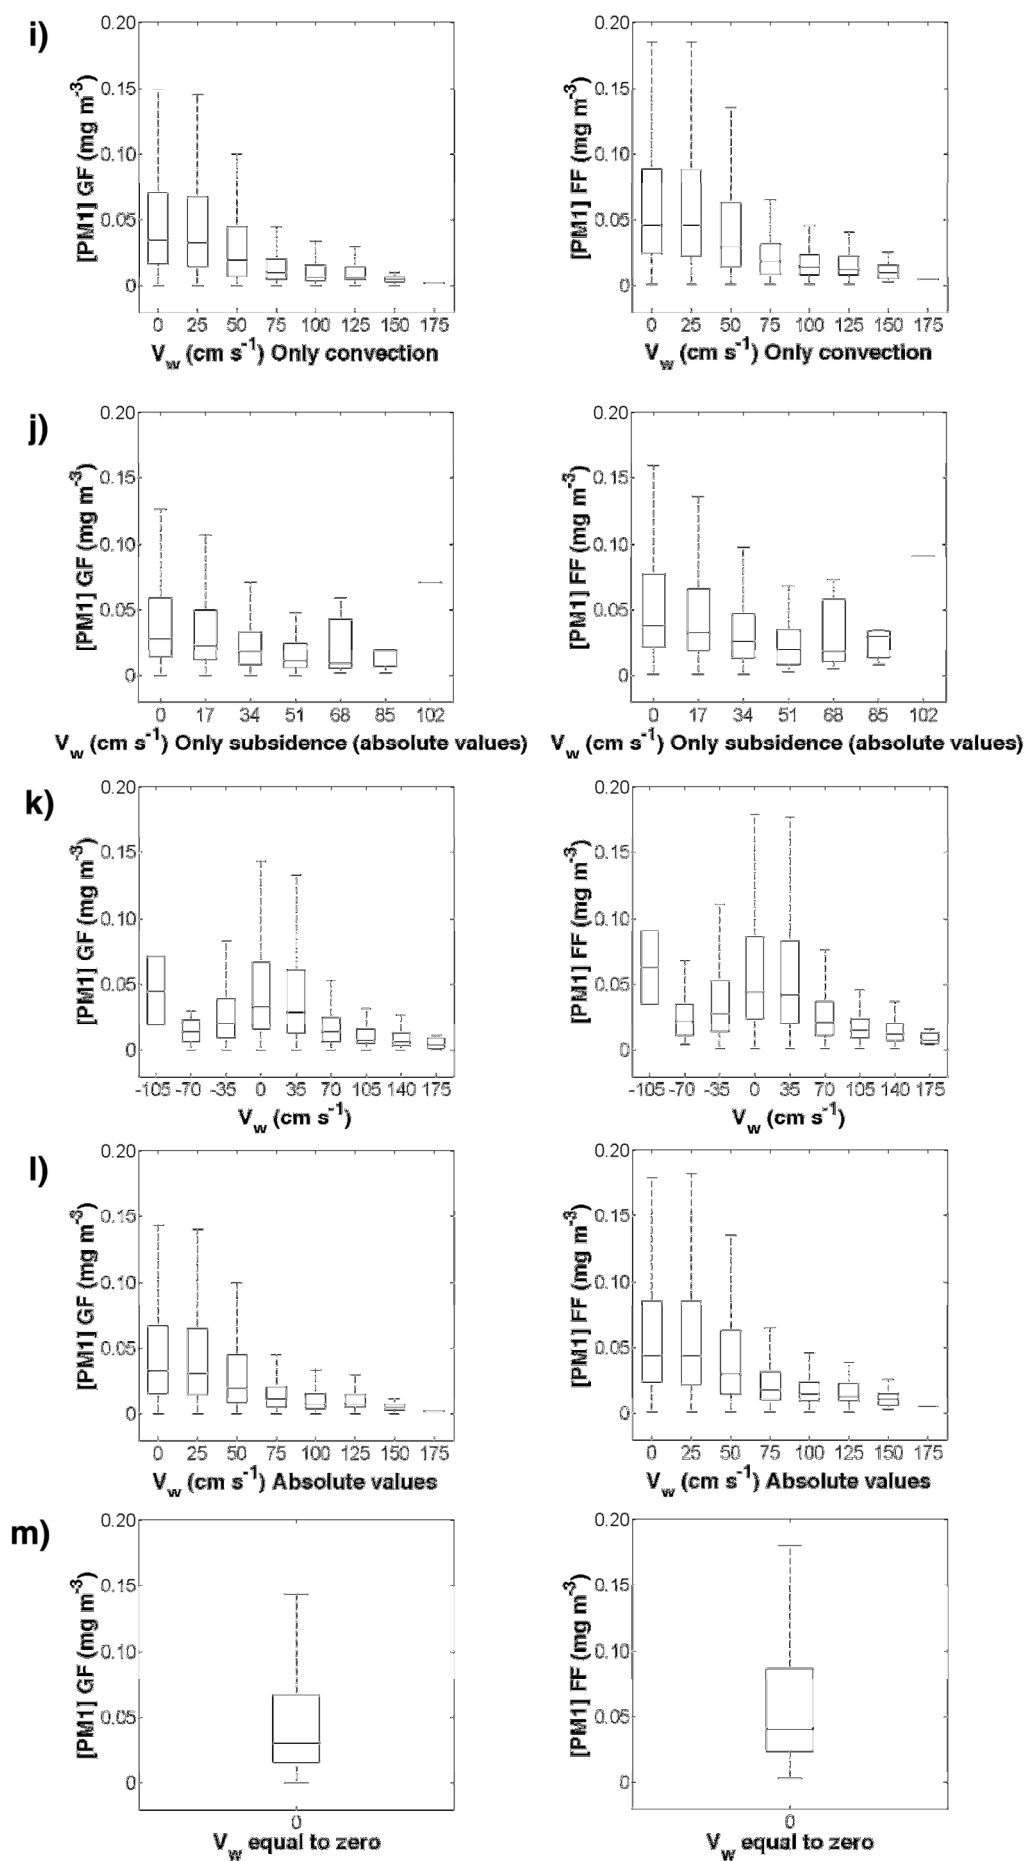 i)
[PM1] GF (mg m⁻³)
0.20
0.15
0.10
0.05
0
0 25 50 75 100 125 150 175
V_w (cm s⁻¹) Only convection
[PM1] FF (mg m⁻³)
0.20
0.15
0.10
0.05
0
0 25 50 75 100 125 150 175
V_w (cm s⁻¹) Only convection
j)
[PM1] GF (mg m⁻³)
0.20
0.15
0.10
0.05
0
0 17 34 51 68 85 102
V_w (cm s⁻¹) Only subsidence (absolute values)
[PM1] FF (mg m⁻³)
0.20
0.15
0.10
0.05
0
0 17 34 51 68 85 102
V_w (cm s⁻¹) Only subsidence (absolute values)
k)
[PM1] GF (mg m⁻³)
0.20
0.15
0.10
0.05
0
-105 -70 -35 0 35 70 105 140 175
V_w (cm s⁻¹)
[PM1] FF (mg m⁻³)
0.20
0.15
0.10
0.05
0
-105 -70 -35 0 35 70 105 140 175
V_w (cm s⁻¹)
l)
[PM1] GF (mg m⁻³)
0.20
0.15
0.10
0.05
0
0 25 50 75 100 125 150 175
V_w (cm s⁻¹) Absolute values
[PM1] FF (mg m⁻³)
0.20
0.15
0.10
0.05
0
0 25 50 75 100 125 150 175
V_w (cm s⁻¹) Absolute values
m)
[PM1] GF (mg m⁻³)
0.20
0.15
0.10
0.05
0
0
V_w equal to zero
[PM1] FF (mg m⁻³)
0.20
0.15
0.10
0.05
0
0
V_w equal to zero